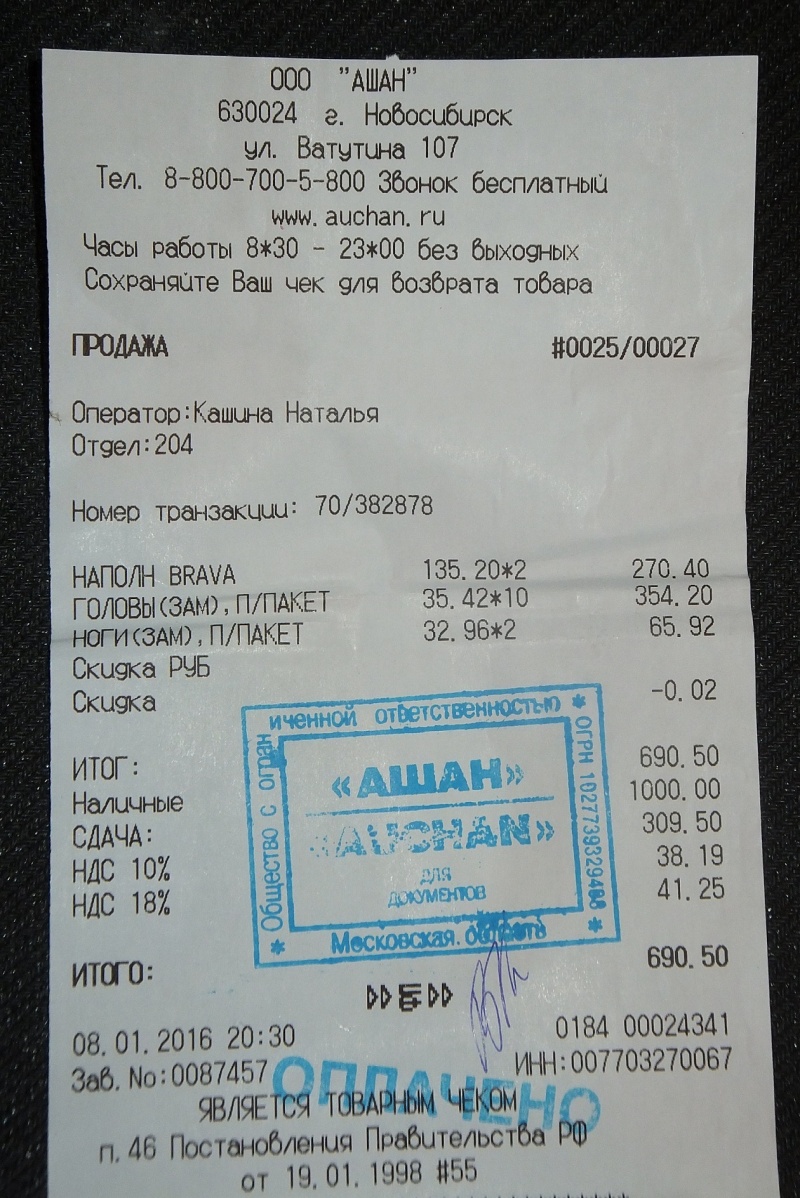 ООО "АШАН"
630024 г. Новосибирск
ул. Ватутина 107
Тел. 8-800-700-5-800 Звонок бесплатный
www.auchan.ru
Часы работы 8*30 - 23*00 без выходных
Сохраняйте Ваш чек для возврата товара
ПРОДАЖА #0025/00027
Оператор:Кашина Наталья
Отдел:204
Номер транзакции: 70/382878
НАПОЛН BRAVA 135.20*2 270.40
ГОЛОВЫ(ЗАМ),П/ПАКЕТ 35.42*10 354.20
НОГИ(ЗАМ),П/ПАКЕТ 32.96*2 65.92
Скидка РУБ
Скидка -0.02
ИТОГ: 690.50
Наличные 1000.00
СДАЧА: 309.50
НДС 10% 38.19
НДС 18% 41.25
ИТОГО: 690.50
Общество с огран
иченной ответственностью
ОГРН 1027739329408
«АШАН»
«AUCHAN»
ДЛЯ
ДОКУМЕНТОВ
Московская область
08.01.2016 20:30 0184 00024341
Зав.No:0087457 ИНН:007703270067
ОПЛАЧЕНО
ЯВЛЯЕТСЯ ТОВАРНЫМ ЧЕКОМ
п.46 Постановления Правительства РФ
от 19.01.1998 #55